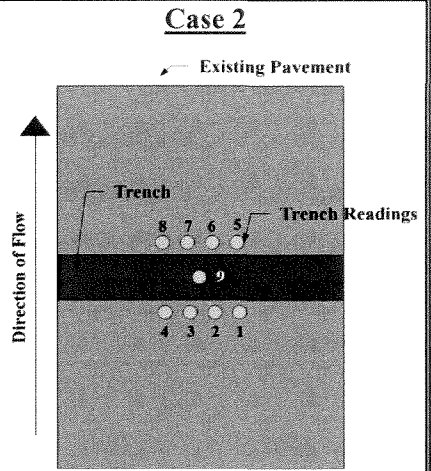 Case 2
Existing Pavement
Trench
8 7 6 5
Trench Readings
9
4 3 2 1
Direction of Flow